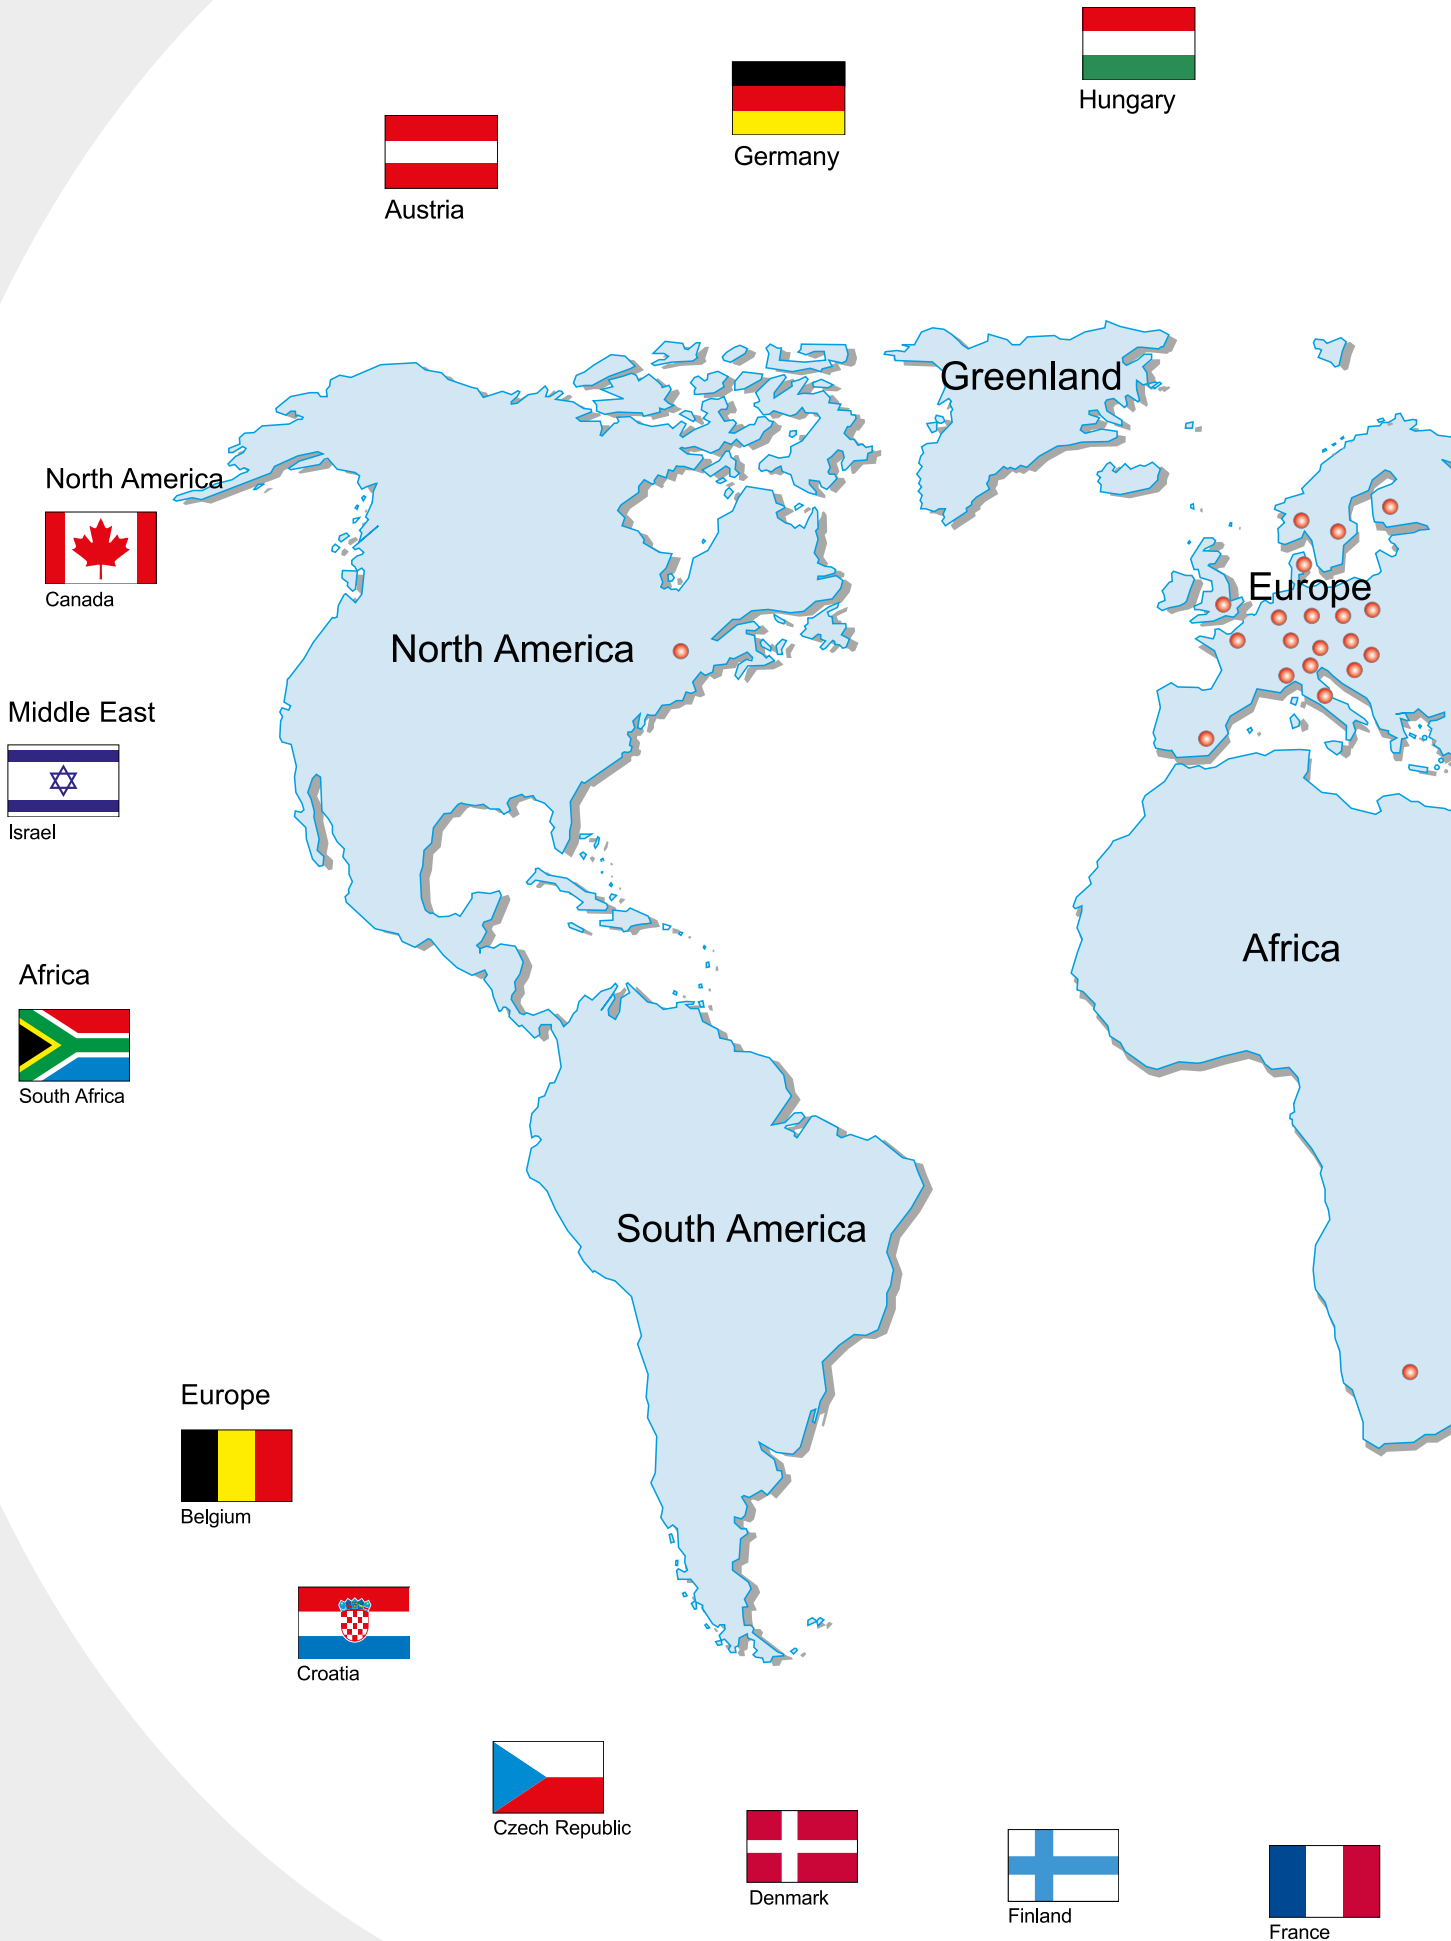 Hungary
Germany
Austria
Greenland
North America
Canada
Europe
North America
Middle East
Israel
Africa
Africa
South Africa
South America
Europe
Belgium
Croatia
Czech Republic
Denmark
Finland
France